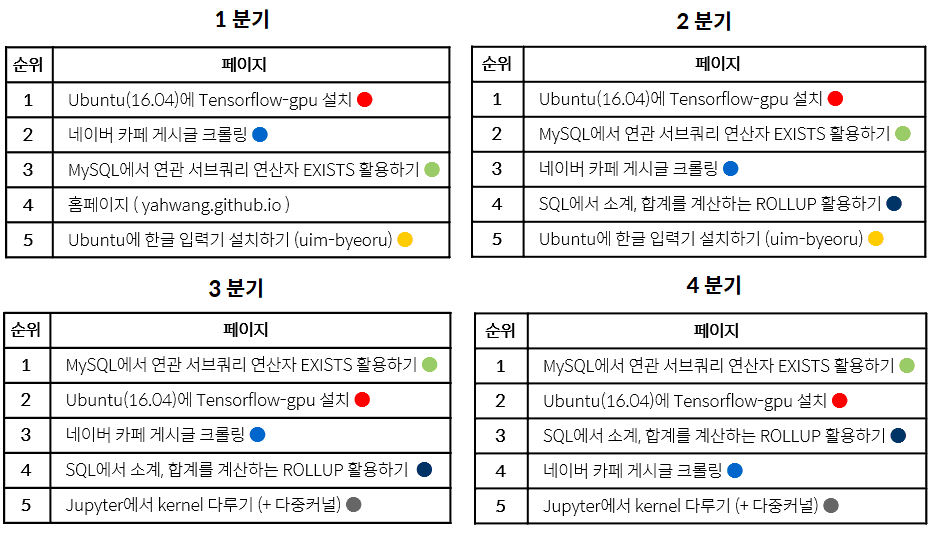 1 분기
순위 페이지
1 Ubuntu(16.04)에 Tensorflow-gpu 설치
2 네이버 카페 게시글 크롤링
3 MySQL에서 연관 서브쿼리 연산자 EXISTS 활용하기
4 홈페이지 ( yahwang.github.io )
5 Ubuntu에 한글 입력기 설치하기 (uim-byeoru)
2 분기
순위 페이지
1 Ubuntu(16.04)에 Tensorflow-gpu 설치
2 MySQL에서 연관 서브쿼리 연산자 EXISTS 활용하기
3 네이버 카페 게시글 크롤링
4 SQL에서 소계, 합계를 계산하는 ROLLUP 활용하기
5 Ubuntu에 한글 입력기 설치하기 (uim-byeoru)
3 분기
순위 페이지
1 MySQL에서 연관 서브쿼리 연산자 EXISTS 활용하기
2 Ubuntu(16.04)에 Tensorflow-gpu 설치
3 네이버 카페 게시글 크롤링
4 SQL에서 소계, 합계를 계산하는 ROLLUP 활용하기
5 Jupyter에서 kernel 다루기 (+ 다중커널)
4 분기
순위 페이지
1 MySQL에서 연관 서브쿼리 연산자 EXISTS 활용하기
2 Ubuntu(16.04)에 Tensorflow-gpu 설치
3 SQL에서 소계, 합계를 계산하는 ROLLUP 활용하기
4 네이버 카페 게시글 크롤링
5 Jupyter에서 kernel 다루기 (+ 다중커널)